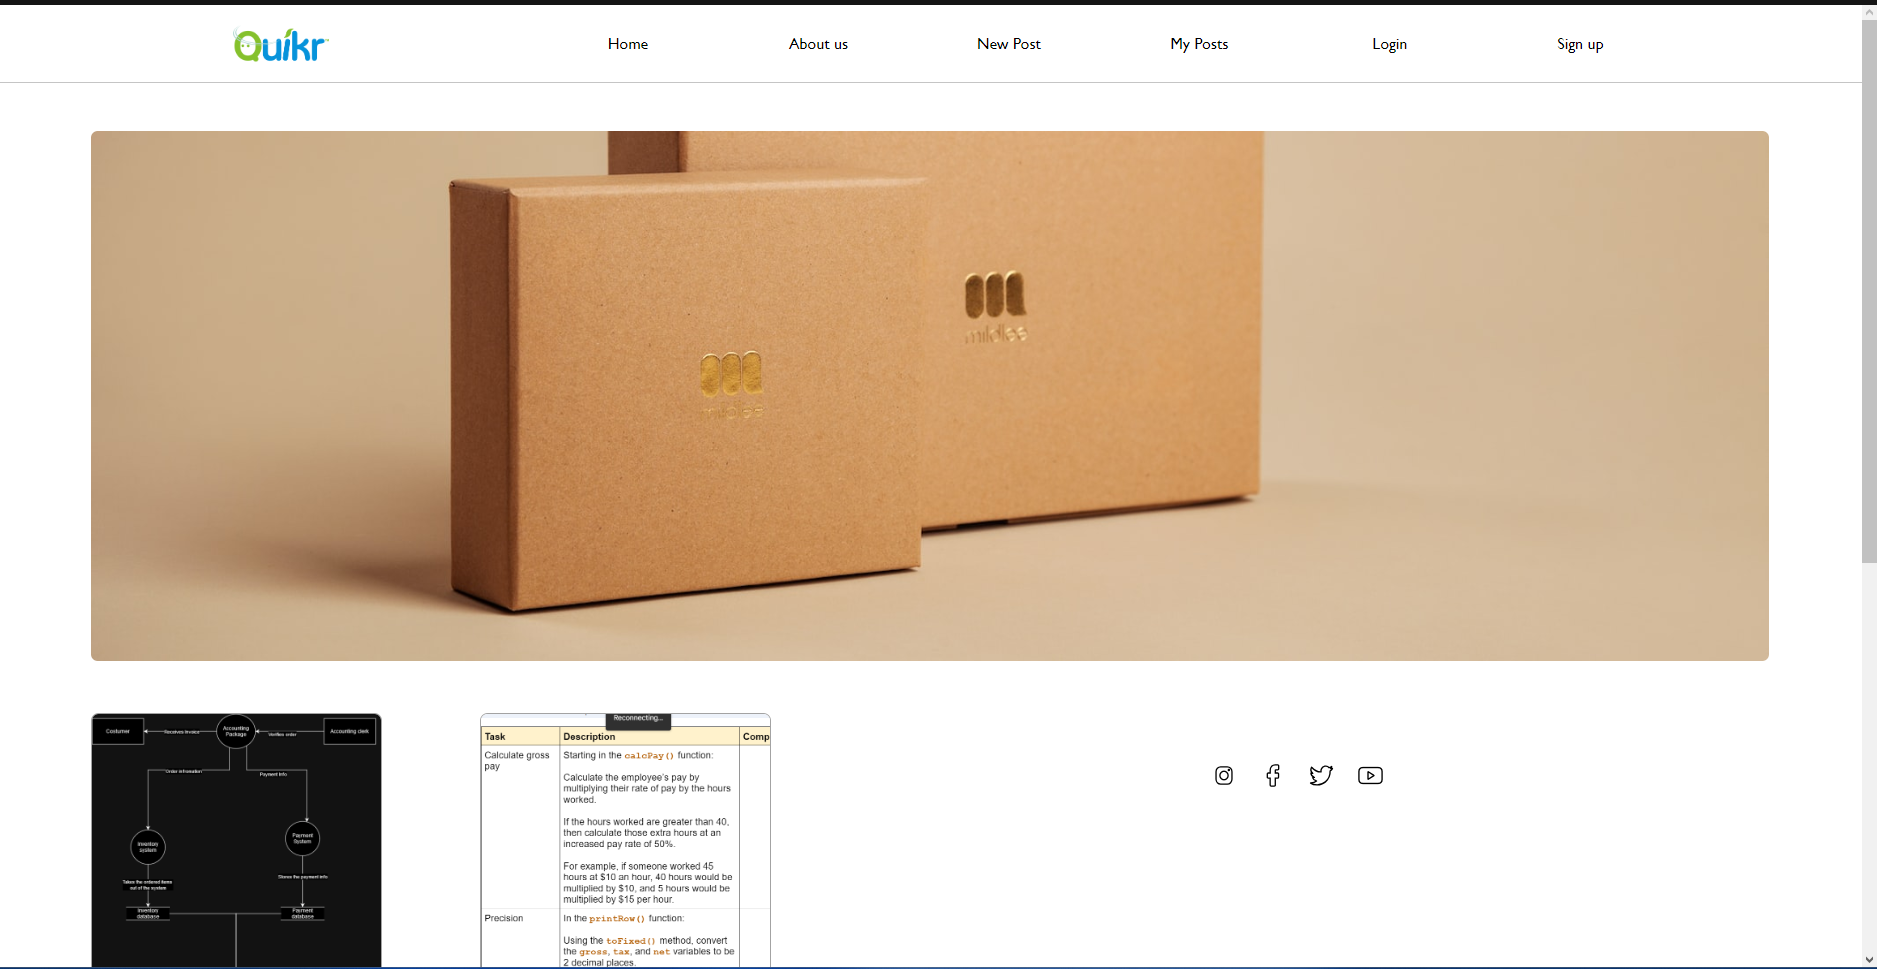 Quikr
Home
About us
New Post
My Posts
Login
Sign up
mildlee
mildlee
Costumer
Receives invoice
Accounting
Package
Verifies order
Accounting clerk
Order information
Payment Info
Inventory
system
Payment
System
Takes the ordered items
out of the system
Stores the payment info
Inventory
database
Payment
database
Reconnecting...
Task
Description
Comp
Calculate gross
pay
Starting in the calcPay() function:
Calculate the employee's pay by
multiplying their rate of pay by the hours
worked.
If the hours worked are greater than 40,
then calculate those extra hours at an
increased pay rate of 50%.
For example, if someone worked 45
hours at $10 an hour, 40 hours would be
multiplied by $10, and 5 hours would be
multiplied by $15 per hour.
Precision
In the printRow() function:
Using the toFixed() method, convert
the gross, tax, and net variables to be
2 decimal places.